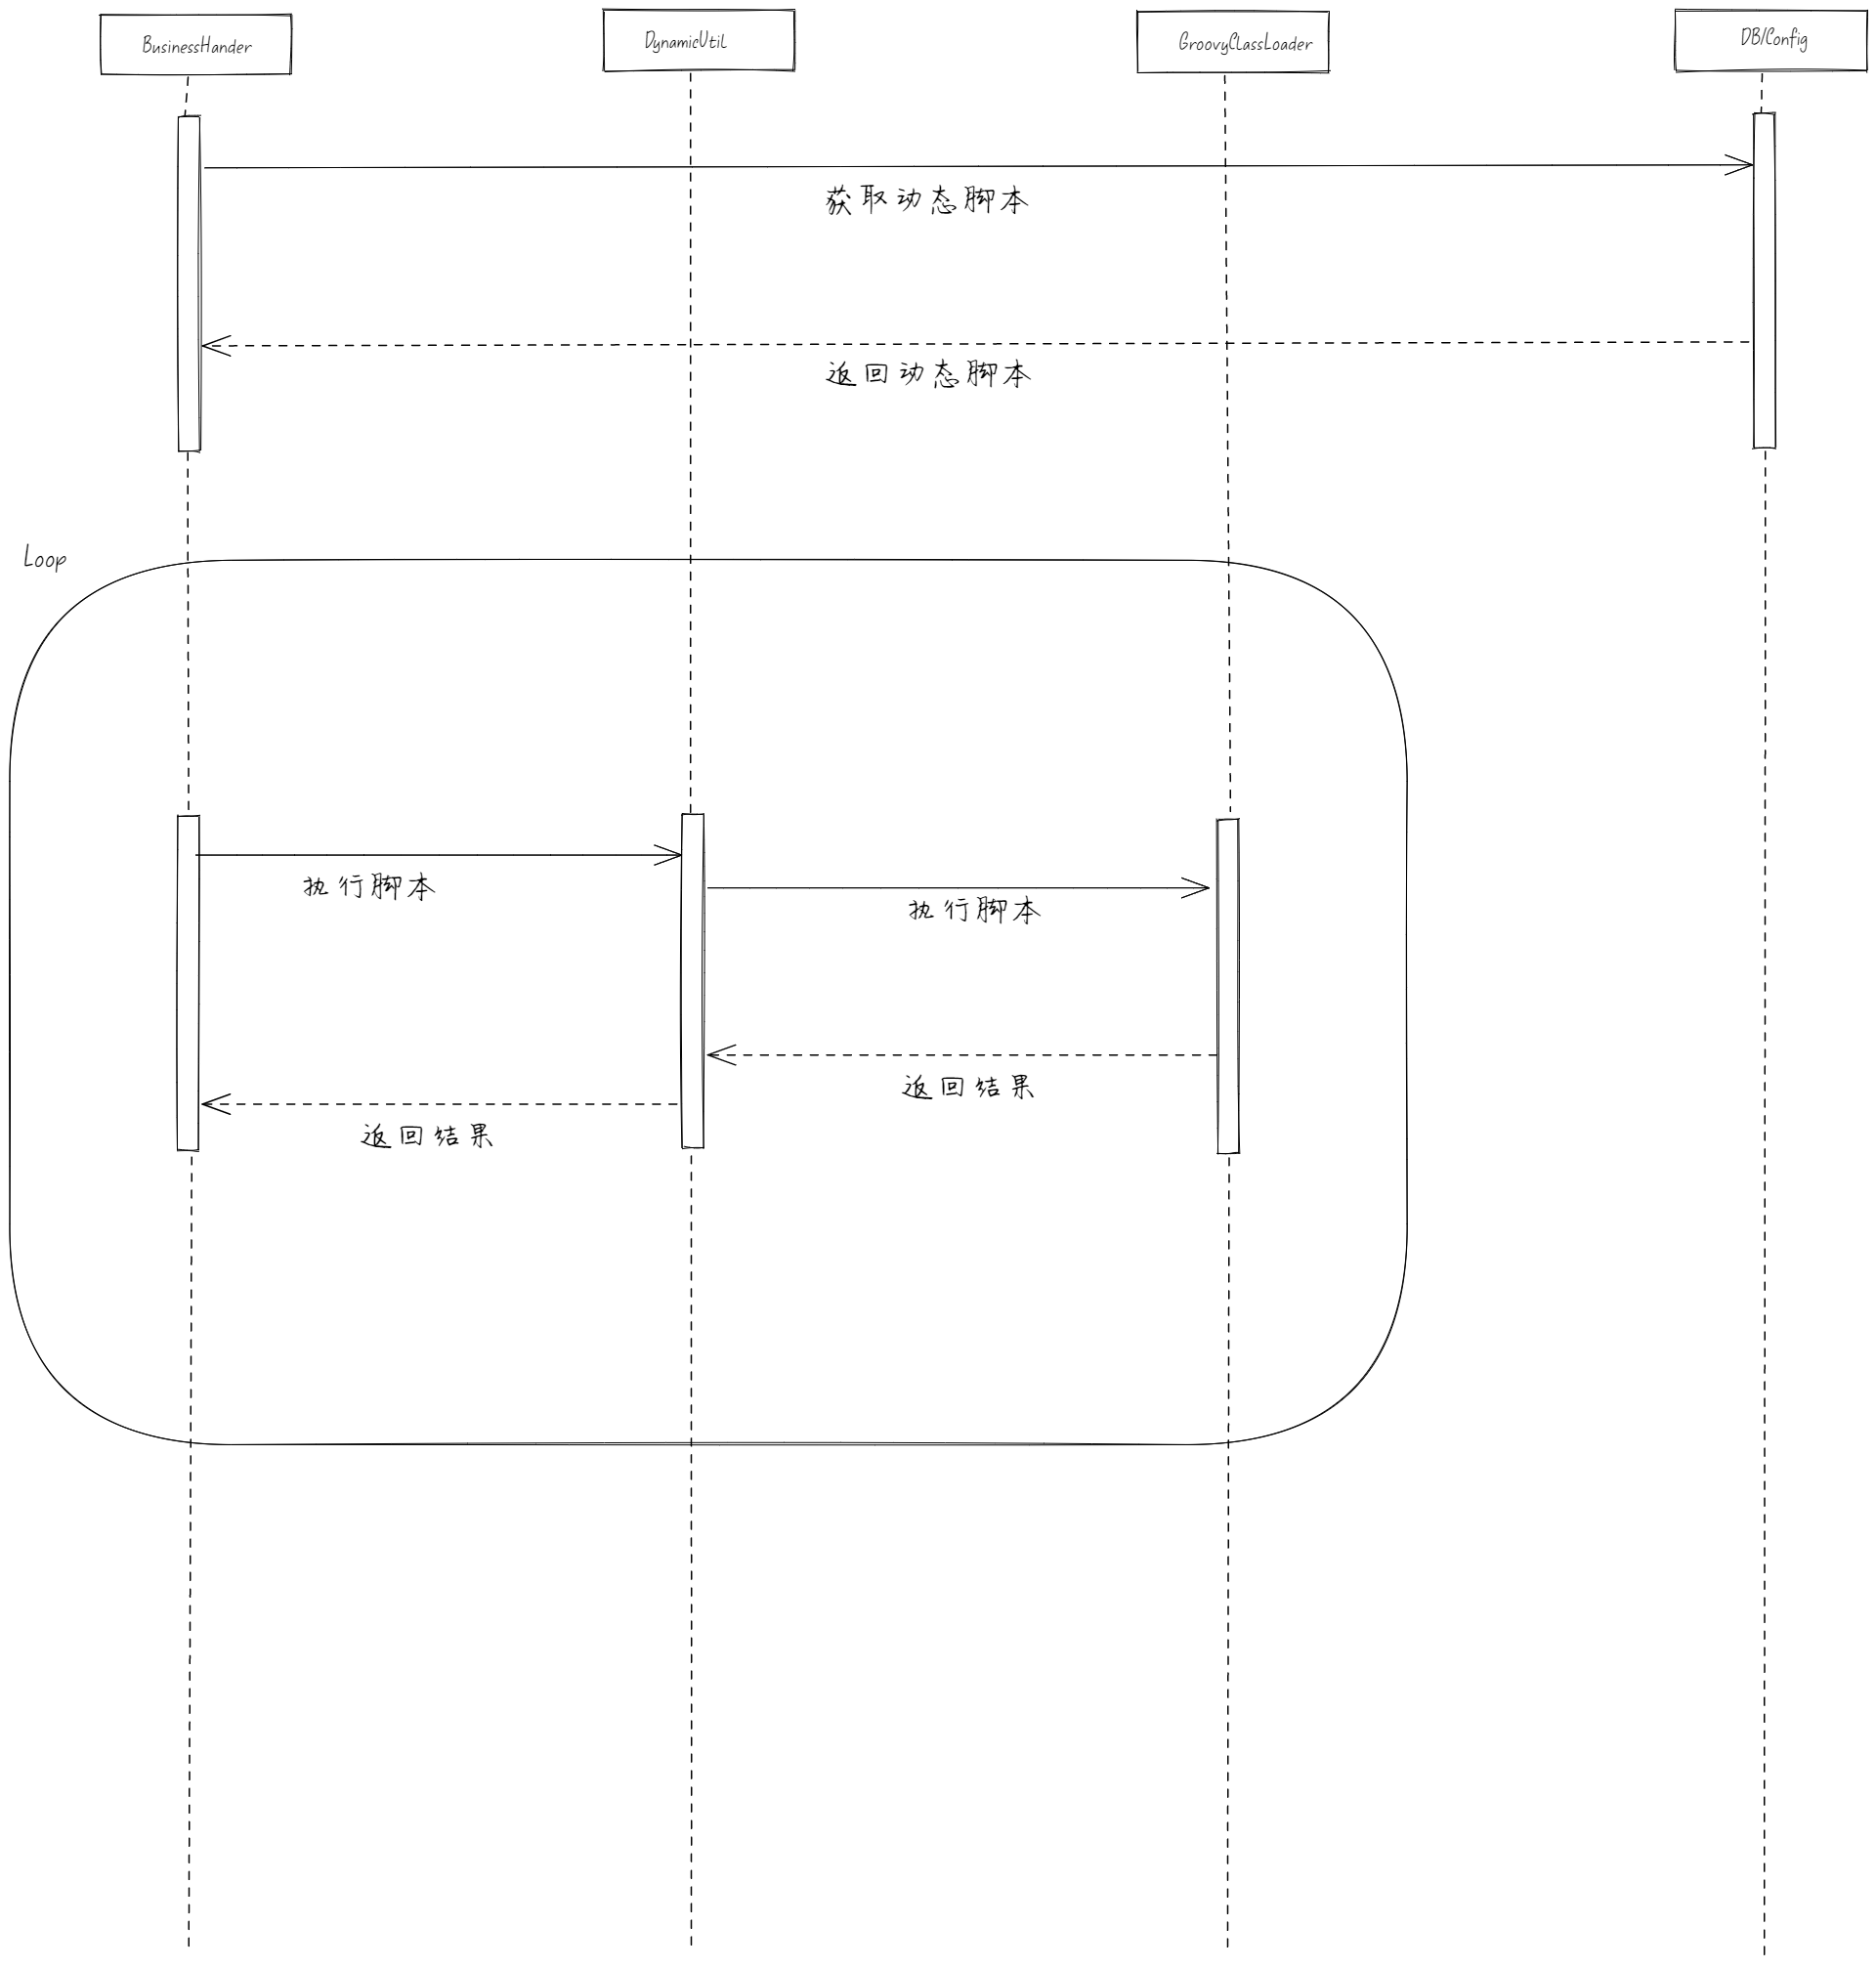 BusinessHander
DynamicUtil
GroovyClassLoader
DB/Config
获取动态脚本
返回动态脚本
Loop
执行脚本
执行脚本
返回结果
返回结果